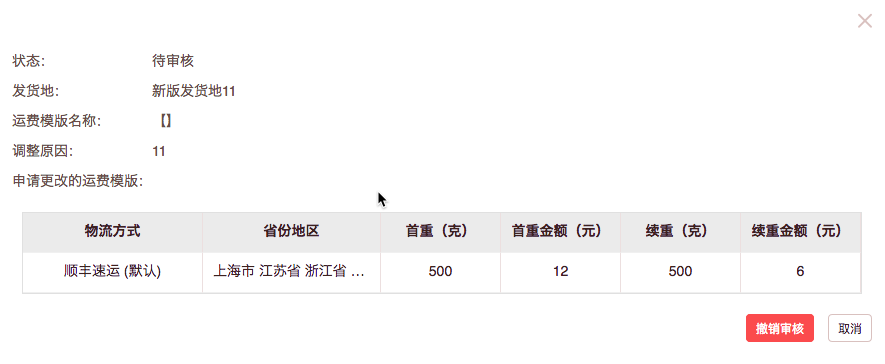 状态： 待审核
发货地： 新版发货地11
运费模版名称： 【】
调整原因： 11
申请更改的运费模版：
物流方式 省份地区 首重（克） 首重金额（元） 续重（克） 续重金额（元）
顺丰速运 (默认) 上海市 江苏省 浙江省 … 500 12 500 6
撤销审核 取消